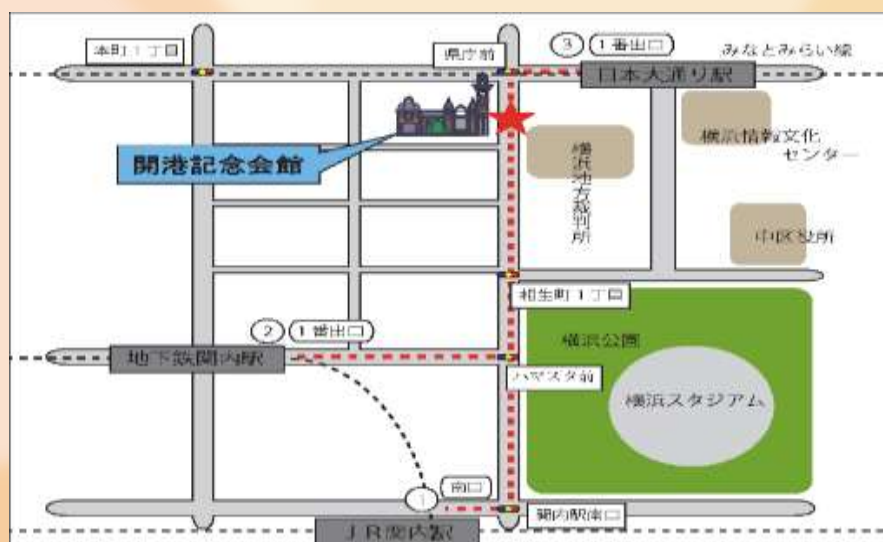 本町1丁目
県庁前
3
1番出口
みなとみらい線
日本大通り駅
開港記念会館
横浜地方裁判所
横浜情報文化
センター
中区役所
相生町1丁目
2
1番出口
地下鉄関内駅
ハマスタ前
横浜公園
横浜スタジアム
1
南口
関内駅南口
JR関内駅